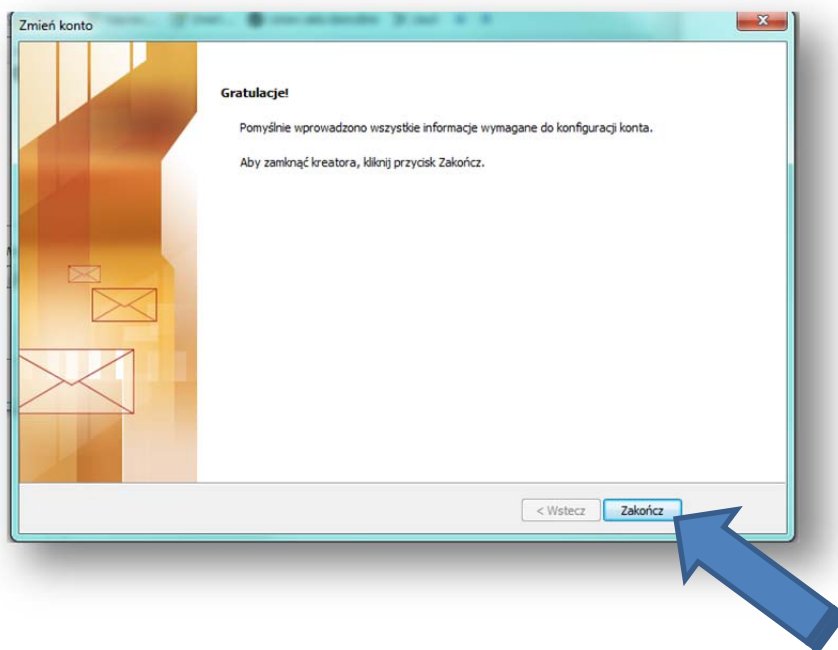 Zmień konto
Gratulacje!
Pomyślnie wprowadzono wszystkie informacje wymagane do konfiguracji konta.
Aby zamknąć kreatora, kliknij przycisk Zakończ.
< Wstecz Zakończ